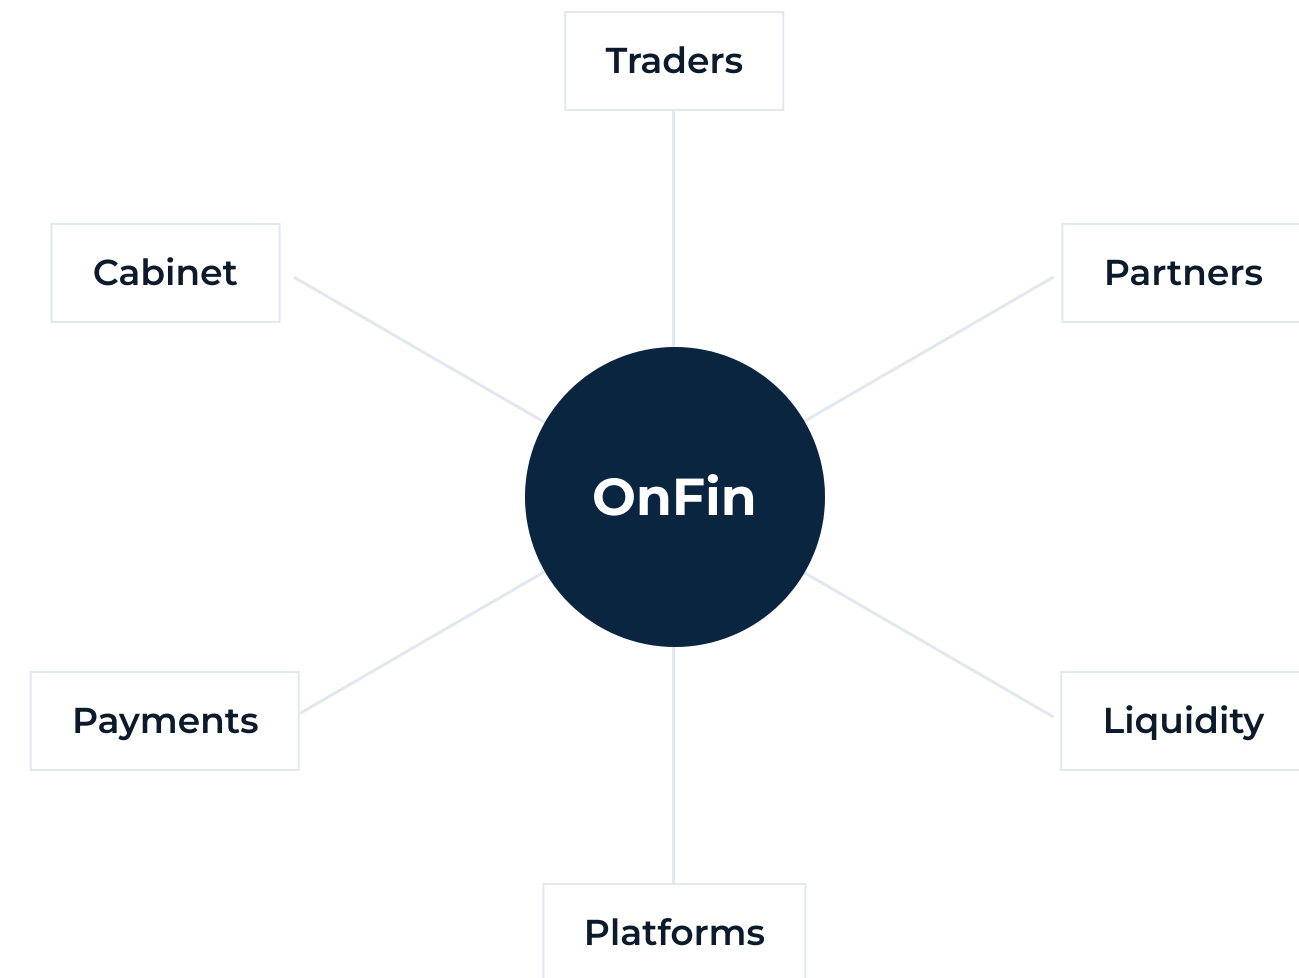 Traders
Cabinet
Partners
OnFin
Payments
Liquidity
Platforms